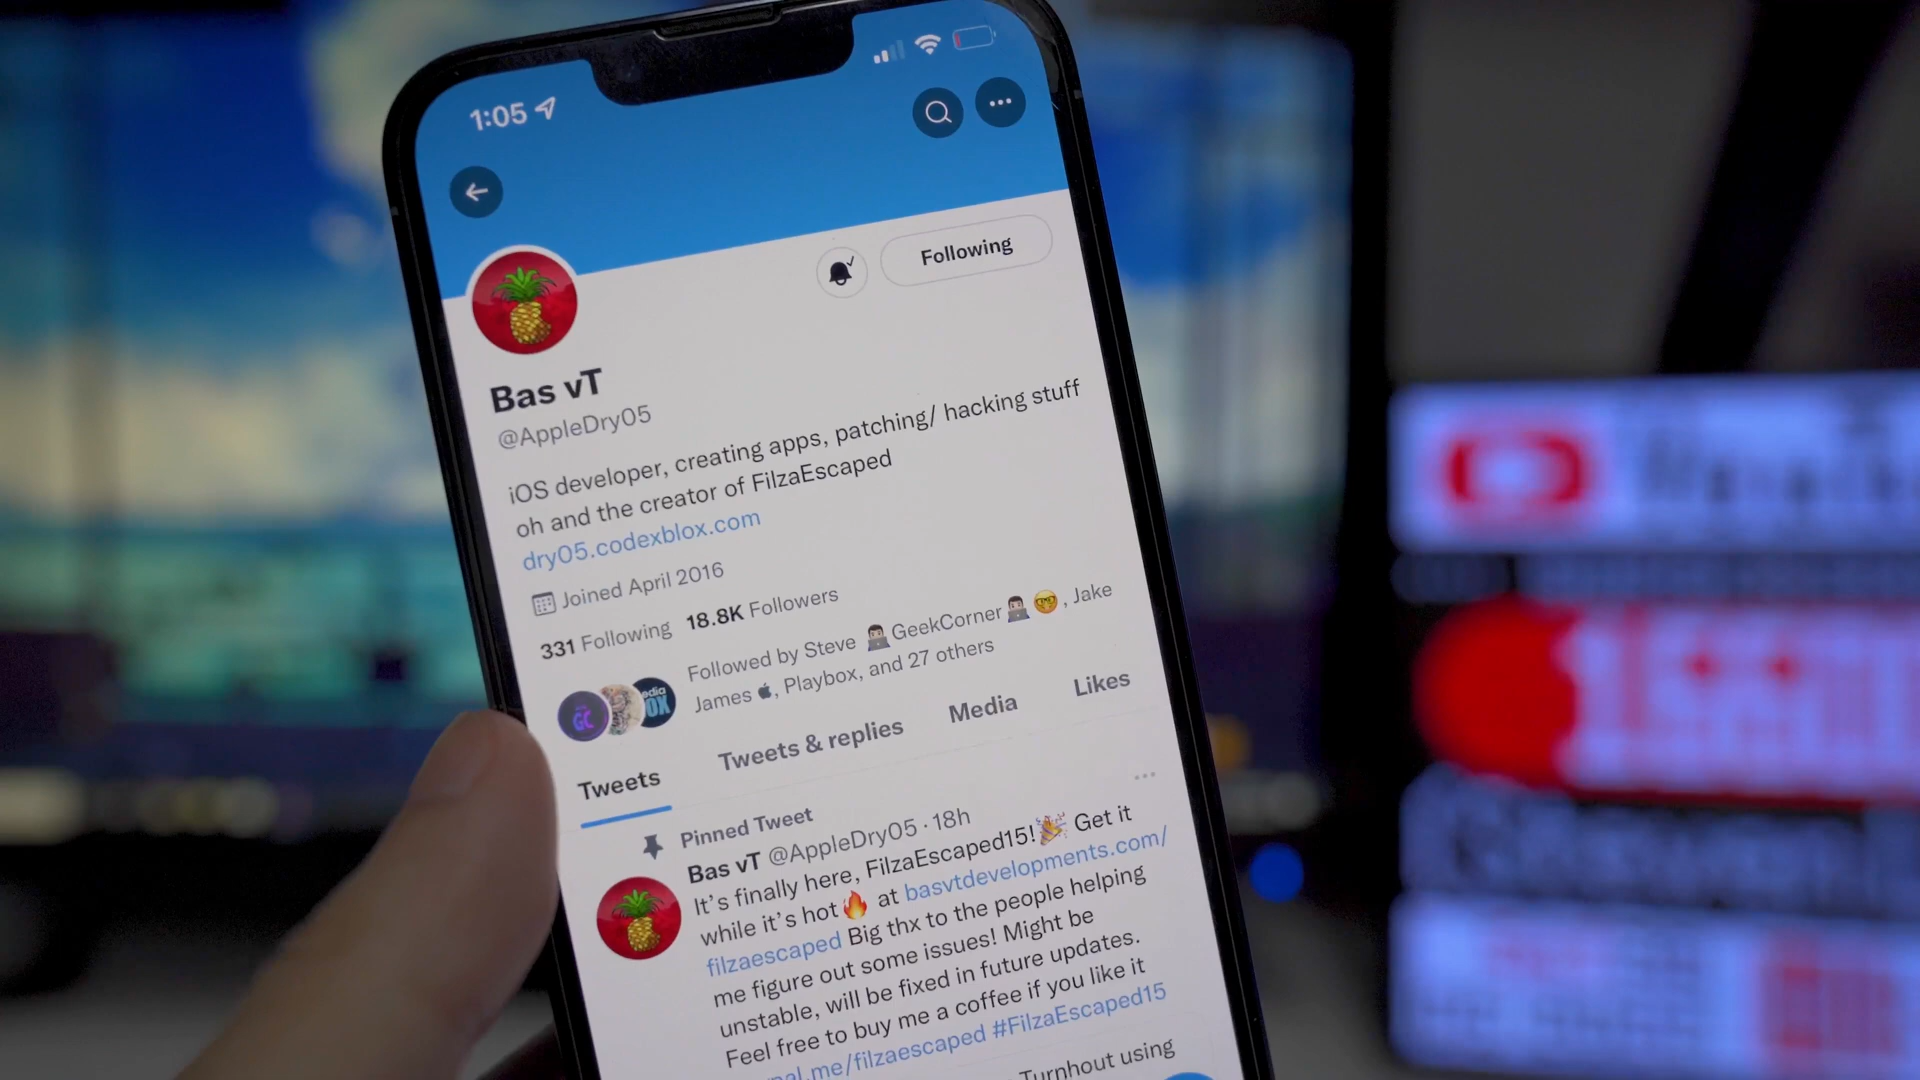 1:05
Following
Bas vT
@AppleDry05
iOS developer, creating apps, patching/ hacking stuff
oh and the creator of FilzaEscaped
dry05.codexblox.com
Joined April 2016
331 Following 18.8K Followers
GC
edia
OX
Followed by Steve 👨🏻‍💻GeekCorner👨🏻‍💻🤓, Jake
James , Playbox, and 27 others
Tweets
Tweets & replies
Media
Likes
Pinned Tweet
Bas vT @AppleDry05 · 18h
It's finally here, FilzaEscaped15!🎉 Get it
while it's hot🔥 at basvtdevelopments.com/
filzaescaped Big thx to the people helping
me figure out some issues! Might be
unstable, will be fixed in future updates.
Feel free to buy me a coffee if you like it
pal.me/filzaescaped #FilzaEscaped15
Turnhout using